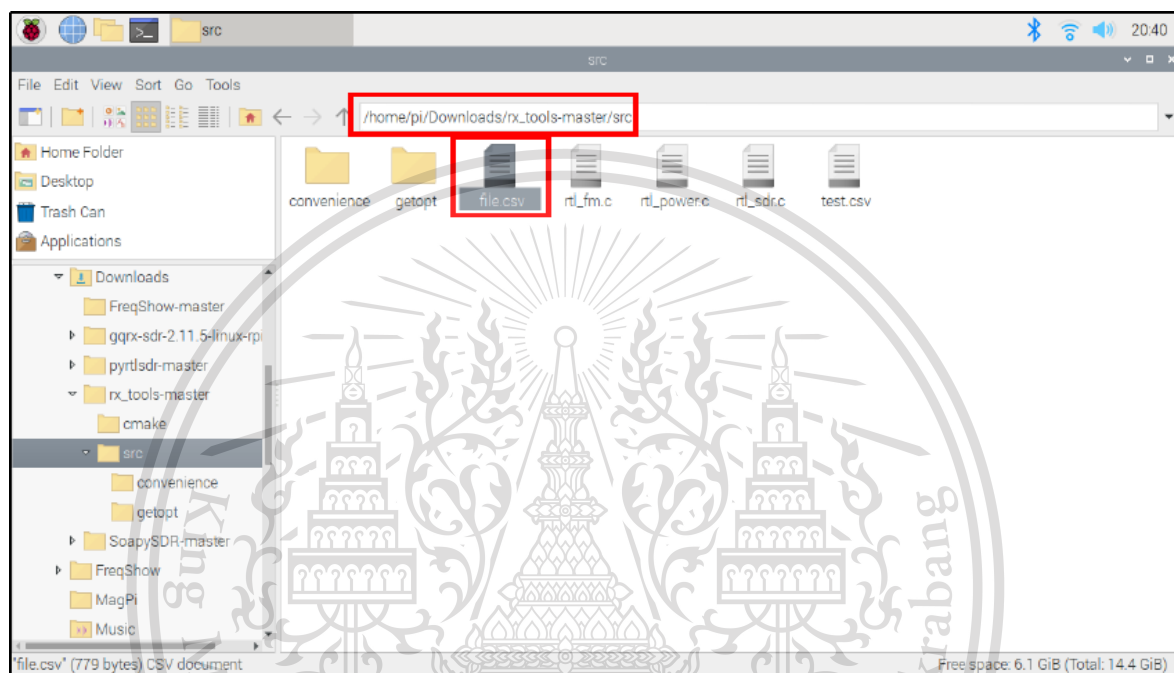 src
20:40
src
File Edit View Sort Go Tools
/home/pi/Downloads/rx_tools-master/src
Home Folder
Desktop
Trash Can
Applications
Downloads
FreqShow-master
gqrx-sdr-2.11.5-linux-rpi
pyrtlsdr-master
rx_tools-master
cmake
src
convenience
getopt
SoapySDR-master
FreqShow
MagPi
Music
convenience getopt file.csv rtl_fm.c rtl_power.c rtl_sdr.c test.csv
King
krabang
"file.csv" (779 bytes) CSV document
Free space: 6.1 GiB (Total: 14.4 GiB)